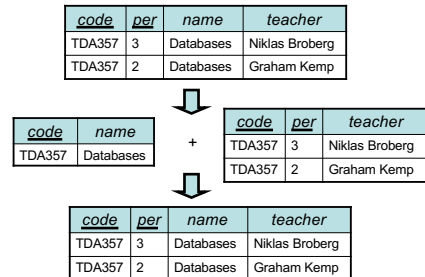 code per name teacher
TDA357 3 Databases Niklas Broberg
TDA357 2 Databases Graham Kemp
code name
TDA357 Databases
+
code per teacher
TDA357 3 Niklas Broberg
TDA357 2 Graham Kemp
code per name teacher
TDA357 3 Databases Niklas Broberg
TDA357 2 Databases Graham Kemp